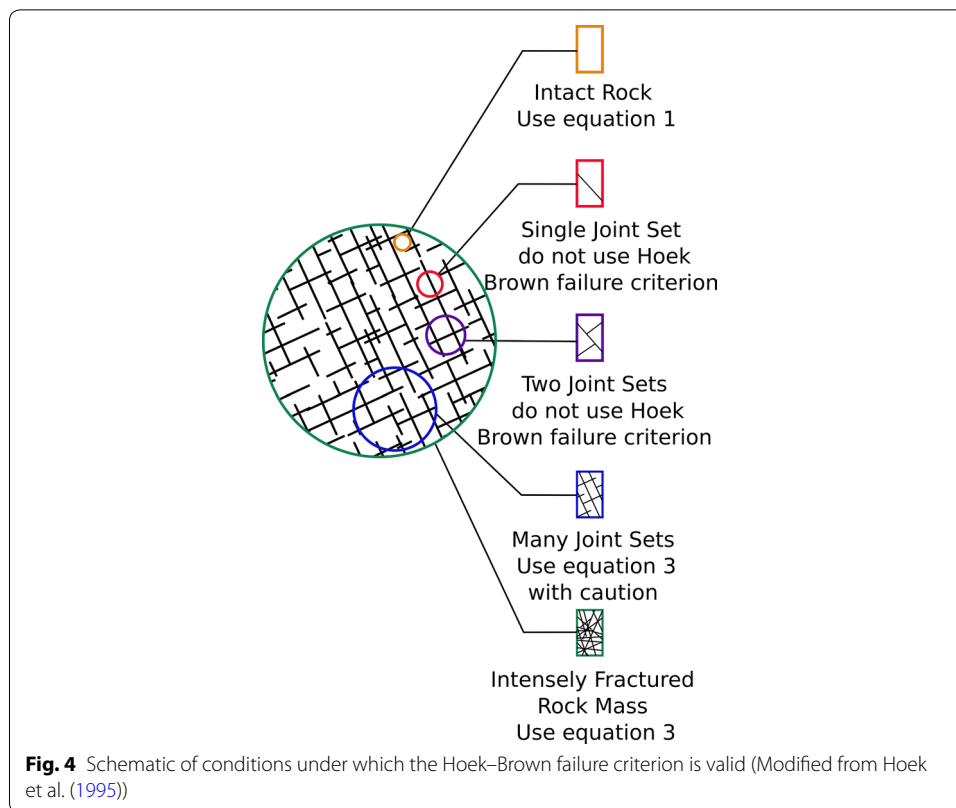 Intact Rock
Use equation 1
Single Joint Set
do not use Hoek
Brown failure criterion
Two Joint Sets
do not use Hoek
Brown failure criterion
Many Joint Sets
Use equation 3
with caution
Intensely Fractured
Rock Mass
Use equation 3
Fig. 4 Schematic of conditions under which the Hoek–Brown failure criterion is valid (Modified from Hoek
et al. (1995))